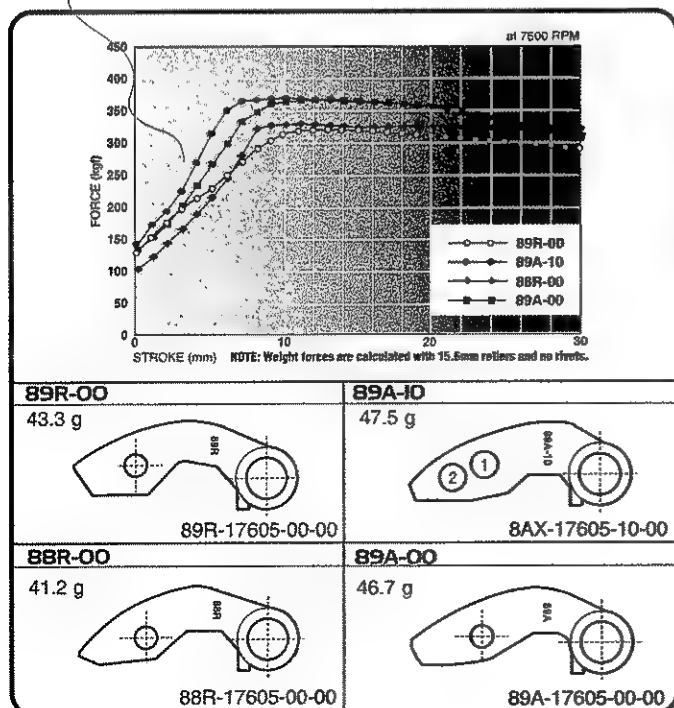 at 7500 RPM
450
400
350
300
250
200
150
100
50
0
FORCE (kgf)
0
10
20
30
STROKE (mm) NOTE: Weight forces are calculated with 15.6mm rollers and no rivets.
89R-00
89A-10
88R-00
89A-00
89R-00
43.3 g
89R
89R-17605-00-00
89A-10
47.5 g
89A-10
2
1
8AX-17605-10-00
88R-00
41.2 g
88R
88R-17605-00-00
89A-00
46.7 g
89A
89A-17605-00-00